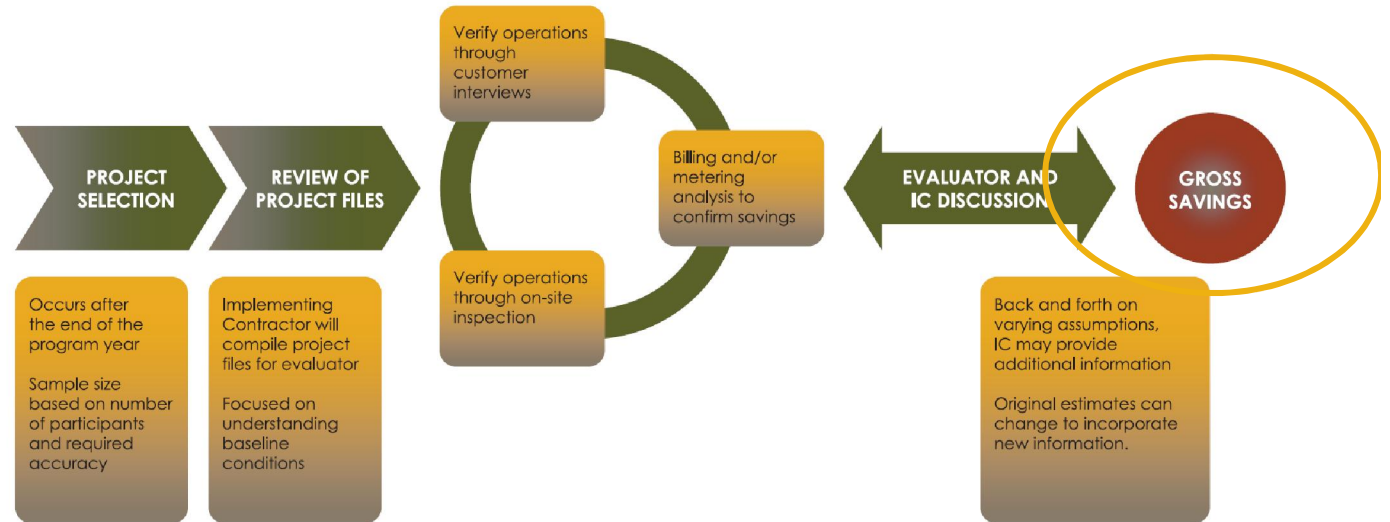 PROJECT
SELECTION
REVIEW OF
PROJECT FILES
Verify operations
through
customer
interviews
Billing and/or
metering
analysis to
confirm savings
Verify operations
through on-site
inspection
EVALUATOR AND
IC DISCUSSION
GROSS
SAVINGS
Occurs after
the end of the
program year
Sample size
based on number
of participants
and required
accuracy
Implementing
Contractor will
compile project
files for evaluator
Focused on
understanding
baseline
conditions
Back and forth on
varying assumptions,
IC may provide
additional information
Original estimates can
change to incorporate
new information.